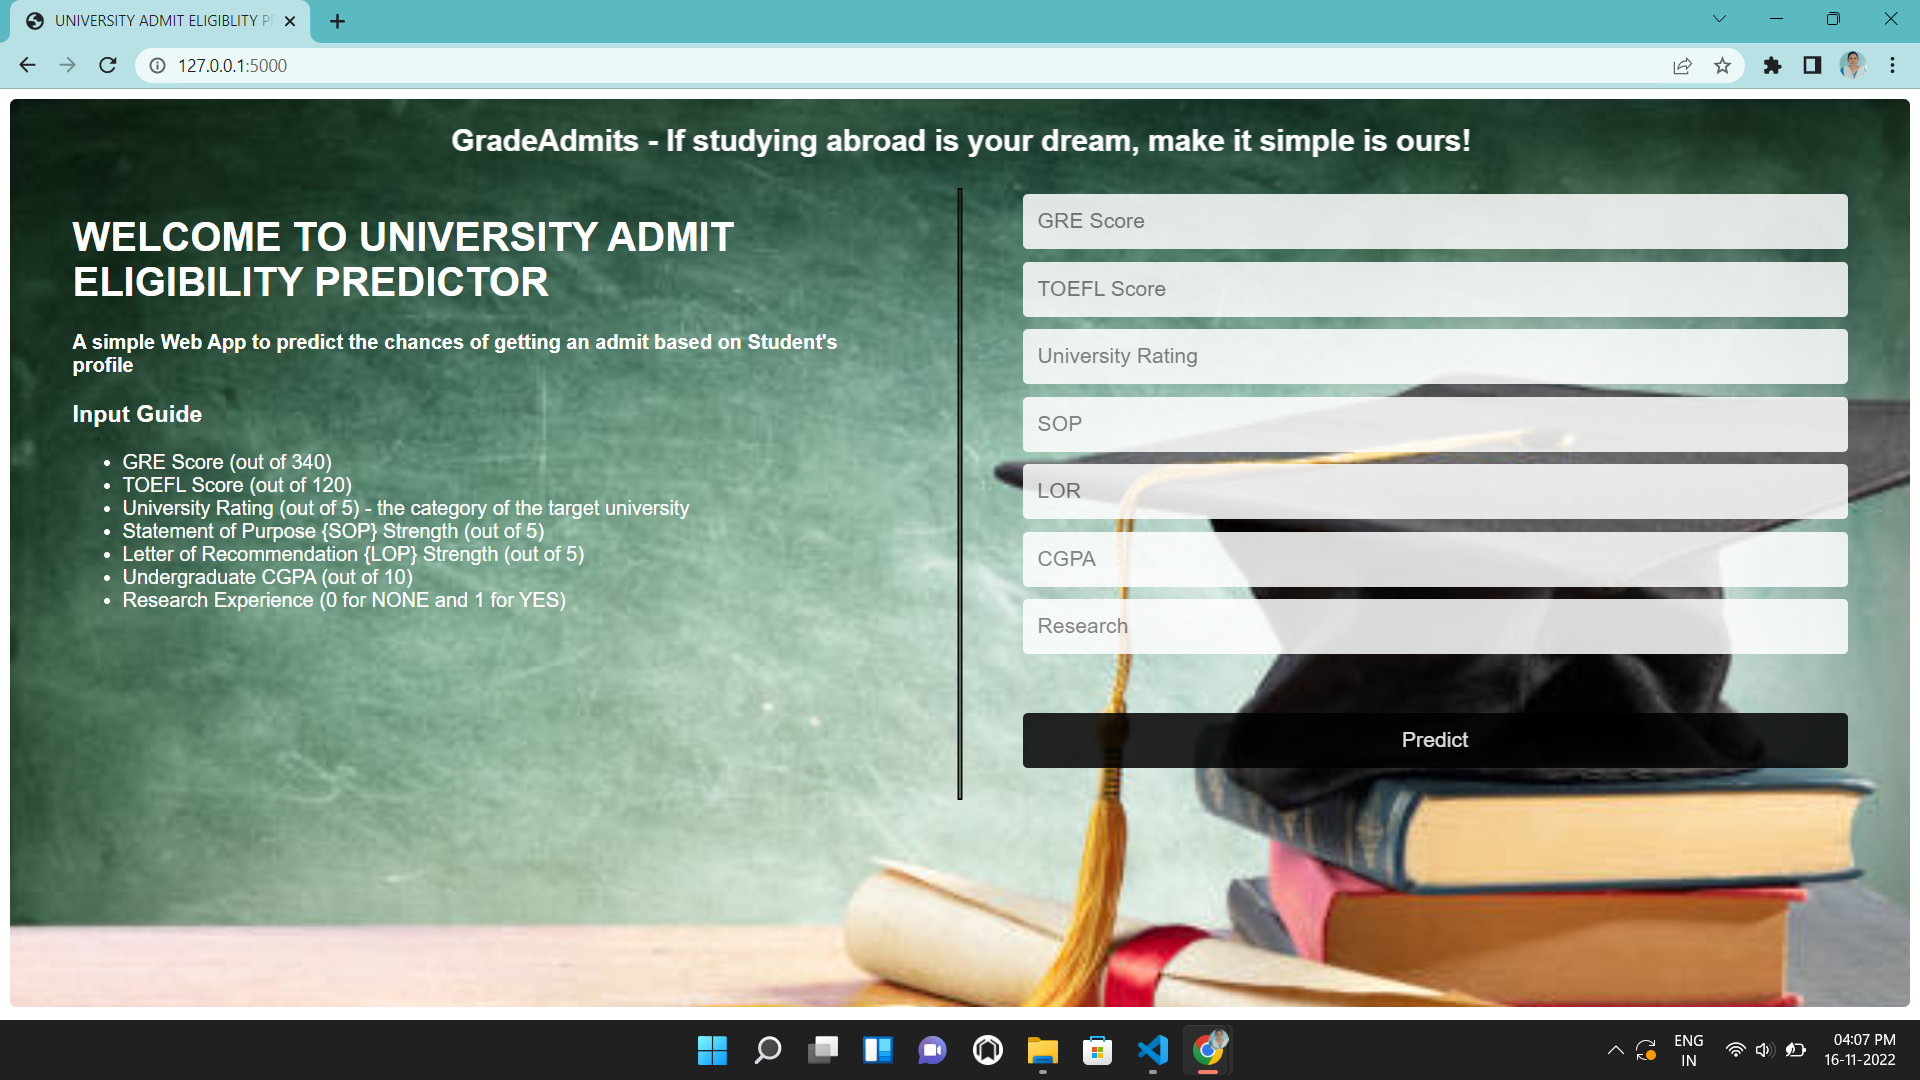 UNIVERSITY ADMIT ELIGIBLITY PR
127.0.0.1:5000
GradeAdmits - If studying abroad is your dream, make it simple is ours!
WELCOME TO UNIVERSITY ADMIT
ELIGIBILITY PREDICTOR
A simple Web App to predict the chances of getting an admit based on Student's
profile
Input Guide
• GRE Score (out of 340)
• TOEFL Score (out of 120)
• University Rating (out of 5) - the category of the target university
• Statement of Purpose {SOP} Strength (out of 5)
• Letter of Recommendation {LOP} Strength (out of 5)
• Undergraduate CGPA (out of 10)
• Research Experience (0 for NONE and 1 for YES)
GRE Score
TOEFL Score
University Rating
SOP
LOR
CGPA
Research
Predict
ENG
IN
04:07 PM
16-11-2022